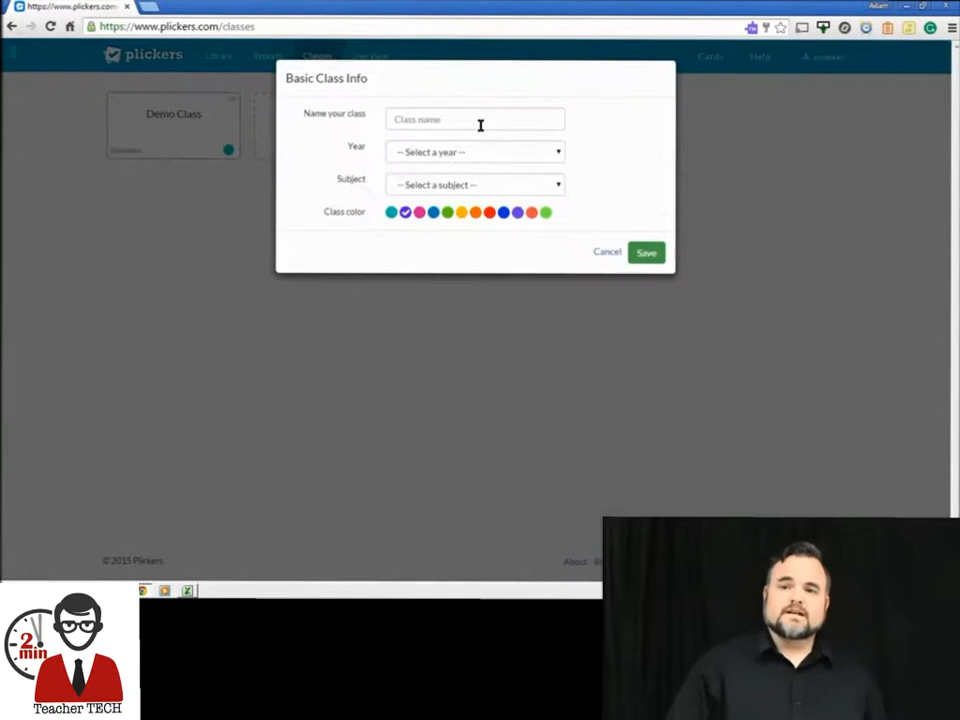 https://www.plickers.com/
Adam
https://www.plickers.com/classes
plickers
Library
Reports
Classes
Live View
Cards
Help
Basic Class Info
Name your class
Class name
Demo Class
Year
-- Select a year --
Subject
-- Select a subject --
Class color
Cancel
Save
© 2015 Plickers
About
2
min
Teacher TECH